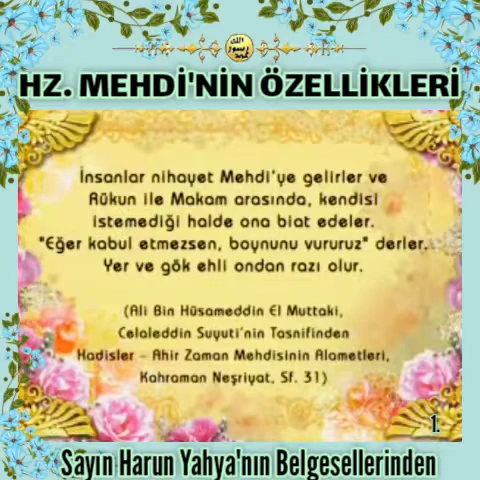 HZ. MEHDİ'NİN ÖZELLİKLERİ
İnsanlar nihayet Mehdi'ye gelirler ve
Rükun ile Makam arasında, kendisi
istemediği halde ona biat edeler.
"Eğer kabul etmezsen, boynunu vururuz" derler.
Yer ve gök ehli ondan razı olur.
(Ali Bin Hüsameddin El Muttaki,
Celaleddin Suyuti'nin Tasnifinden
Hadisler – Ahir Zaman Mehdisinin Alametleri,
Kahraman Neşriyat, Sf. 31)
1.
Sayın Harun Yahya'nın Belgesellerinden